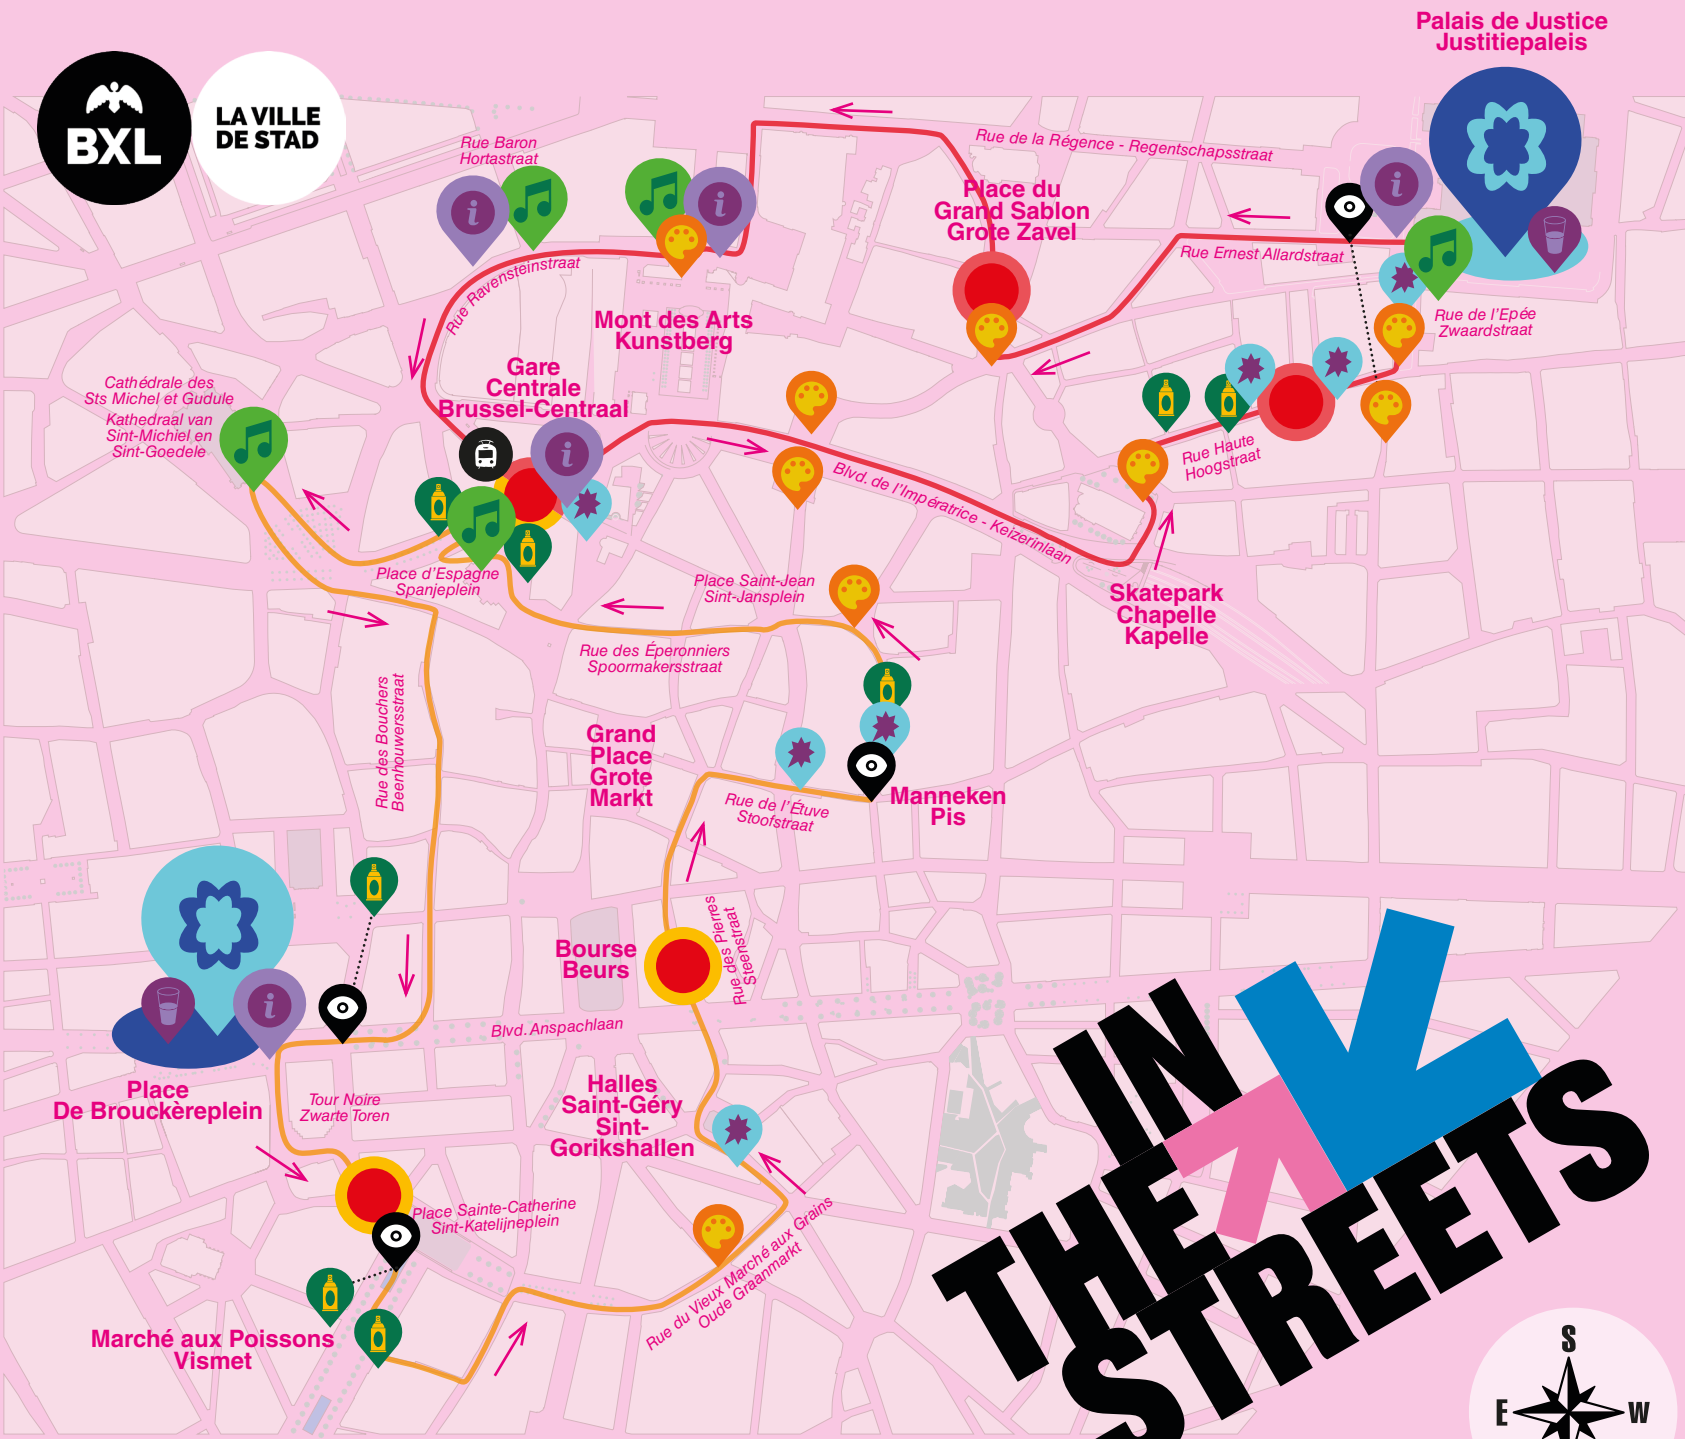 Palais de Justice
Justitiepaleis
BXL
LA VILLE
DE STAD
Rue Baron
Hortastraat
i
i
i
Rue de la Régence - Regentschapsstraat
Place du
Grand Sablon
Grote Zavel
Rue Ernest Allardstraat
Rue Ravensteinstraat
Mont des Arts
Kunstberg
Rue de l'Epée
Zwaardstraat
Gare
Centrale
Brussel-Centraal
Cathédrale des
Sts Michel et Gudule
Kathedraal van
Sint-Michiel en
Sint-Goedele
i
Rue Haute
Hoogstraat
Blvd. de l'Impératrice - Keizerinlaan
Place d'Espagne
Spanjeplein
Place Saint-Jean
Sint-Jansplein
Skatepark
Chapelle
Kapelle
Rue des Éperonniers
Spoormakersstraat
Rue des Bouchers
Beenhouwersstraat
Grand
Place
Grote
Markt
Rue de l'Étuve
Stoofstraat
Manneken
Pis
Rue des Pierres
Steenstraat
Bourse
Beurs
i
Blvd. Anspachlaan
Place
De Brouckèreplein
Tour Noire
Zwarte Toren
Halles
Saint-Géry
Sint-
Gorikshallen
Place Sainte-Catherine
Sint-Katelijneplein
Rue du Vieux Marché aux Grains
Oude Graanmarkt
Marché aux Poissons
Vismet
IN
THE
STREETS
S
E
W